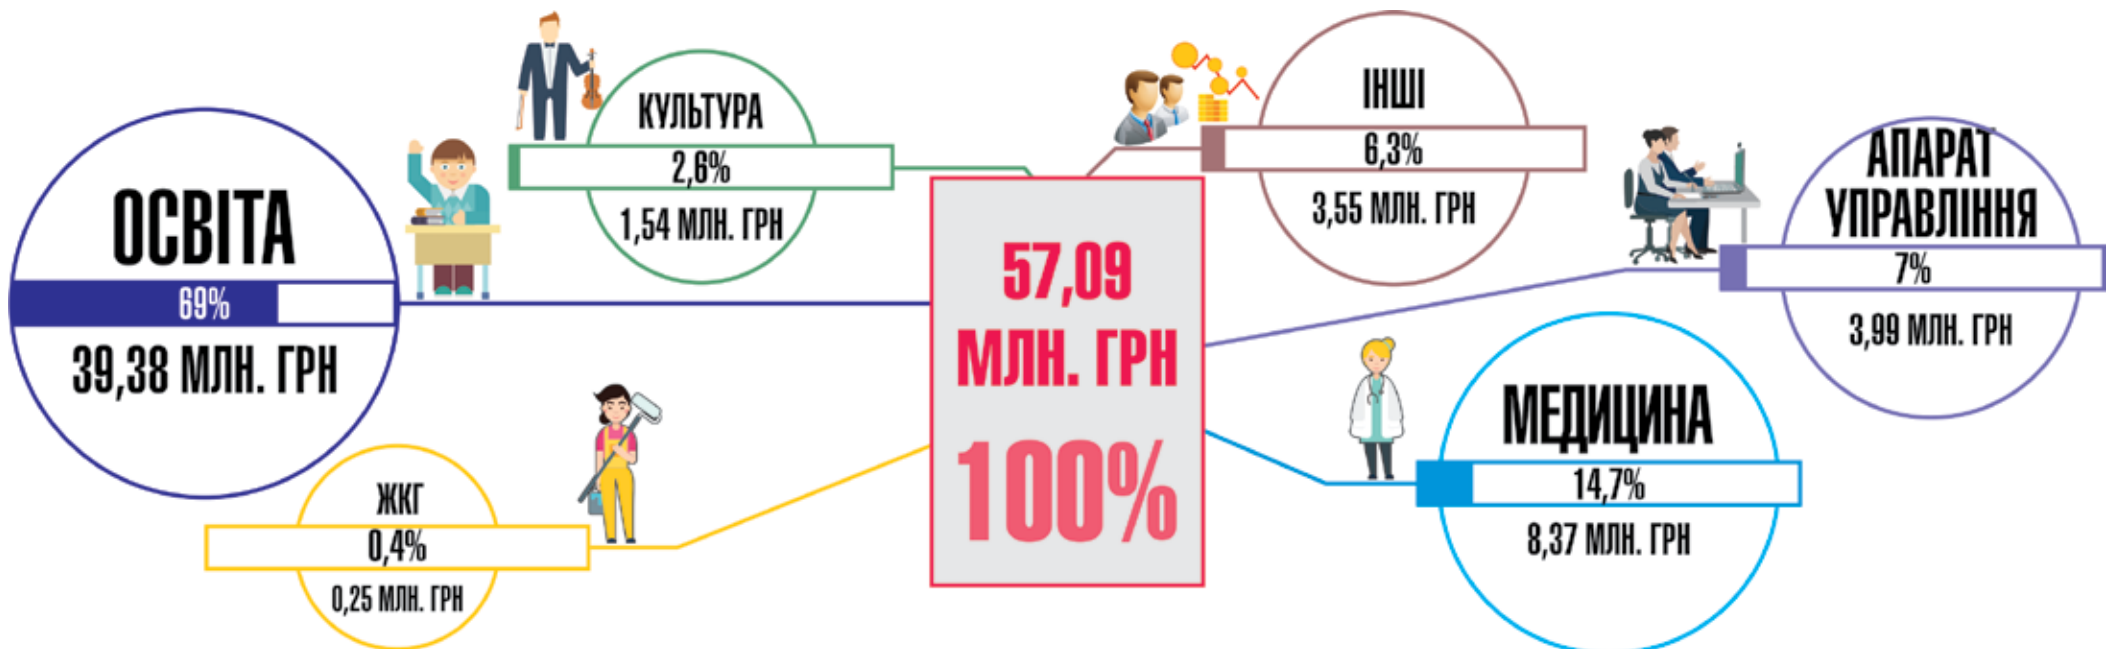 ОСВІТА
69%
39,38 МЛН. ГРН
КУЛЬТУРА
2,6%
1,54 МЛН. ГРН
ЖКГ
0,4%
0,25 МЛН. ГРН
57,09
МЛН. ГРН
100%
ІНШІ
6,3%
3,55 МЛН. ГРН
АПАРАТ
УПРАВЛІННЯ
7%
3,99 МЛН. ГРН
МЕДИЦИНА
14,7%
8,37 МЛН. ГРН